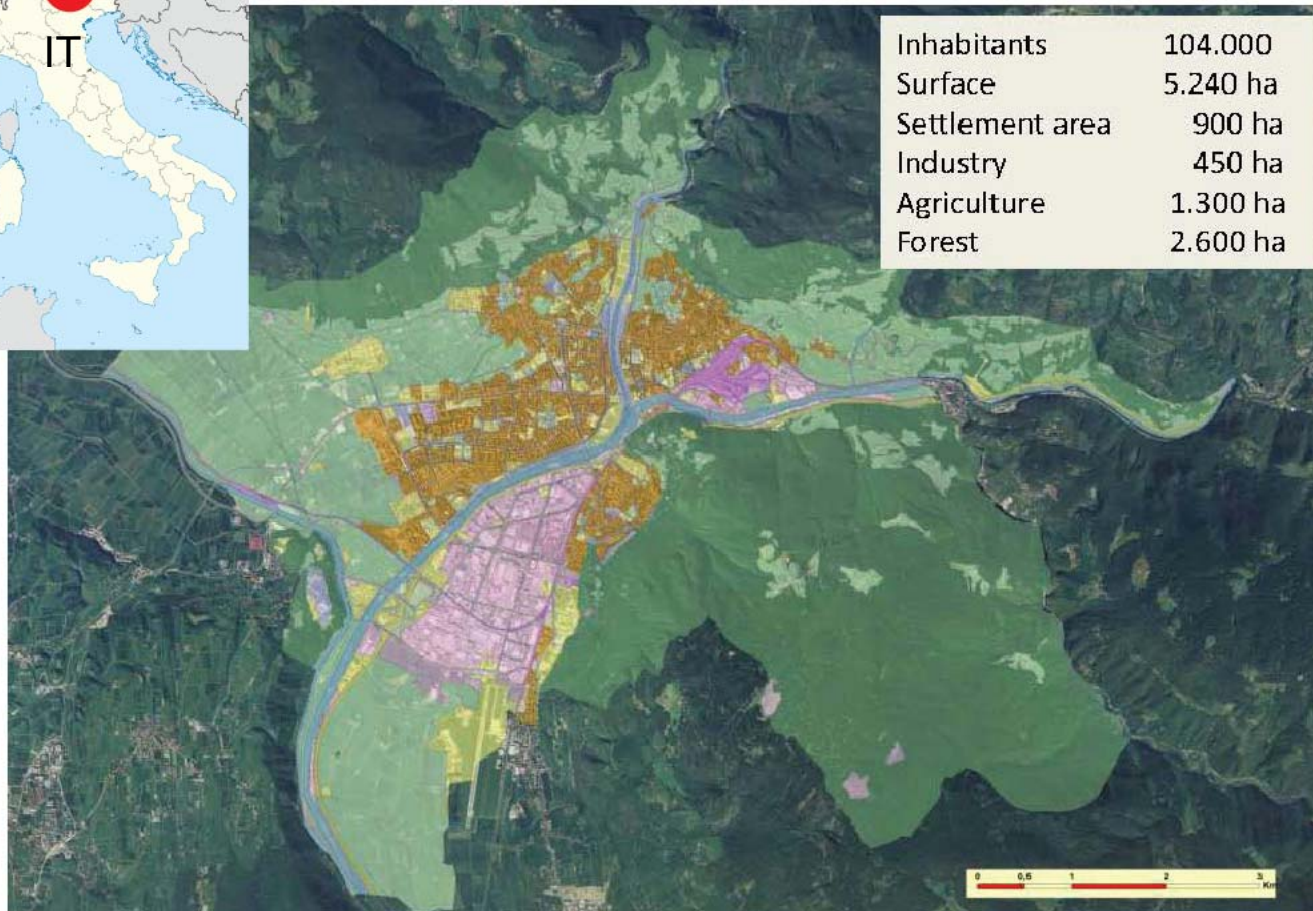 IT
Inhabitants 104.000
Surface 5.240 ha
Settlement area 900 ha
Industry 450 ha
Agriculture 1.300 ha
Forest 2.600 ha
0 0,5 1 2 3
Km